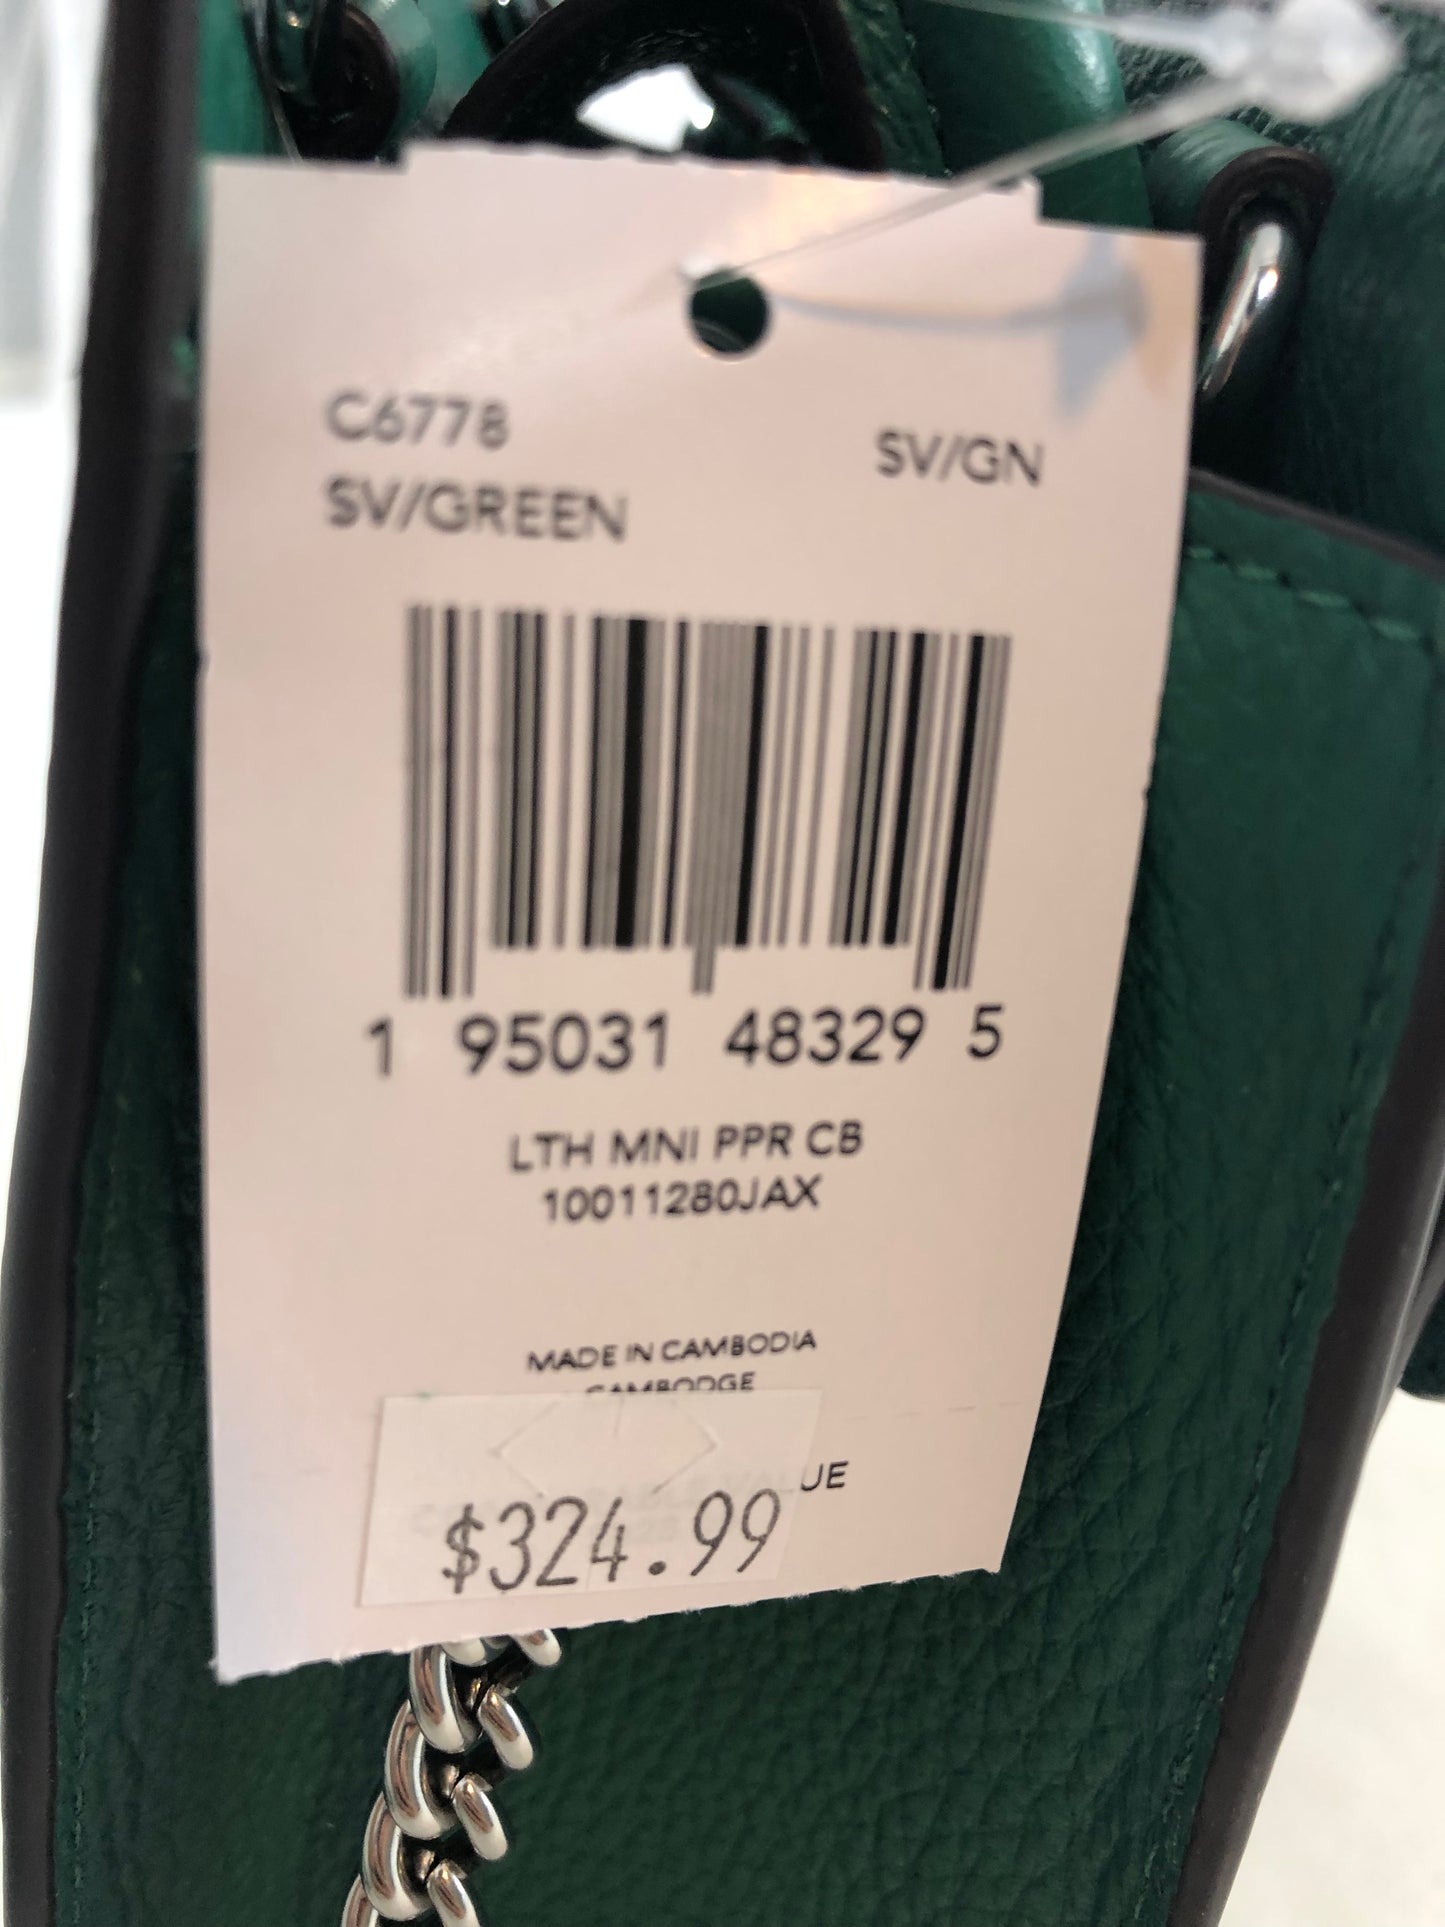 C6778
SV/GN
SV/GREEN
1 95031 48329 5
LTH MNI PPR CB
10011280JAX
MADE IN CAMBODIA
CAMBODGE
$324.99